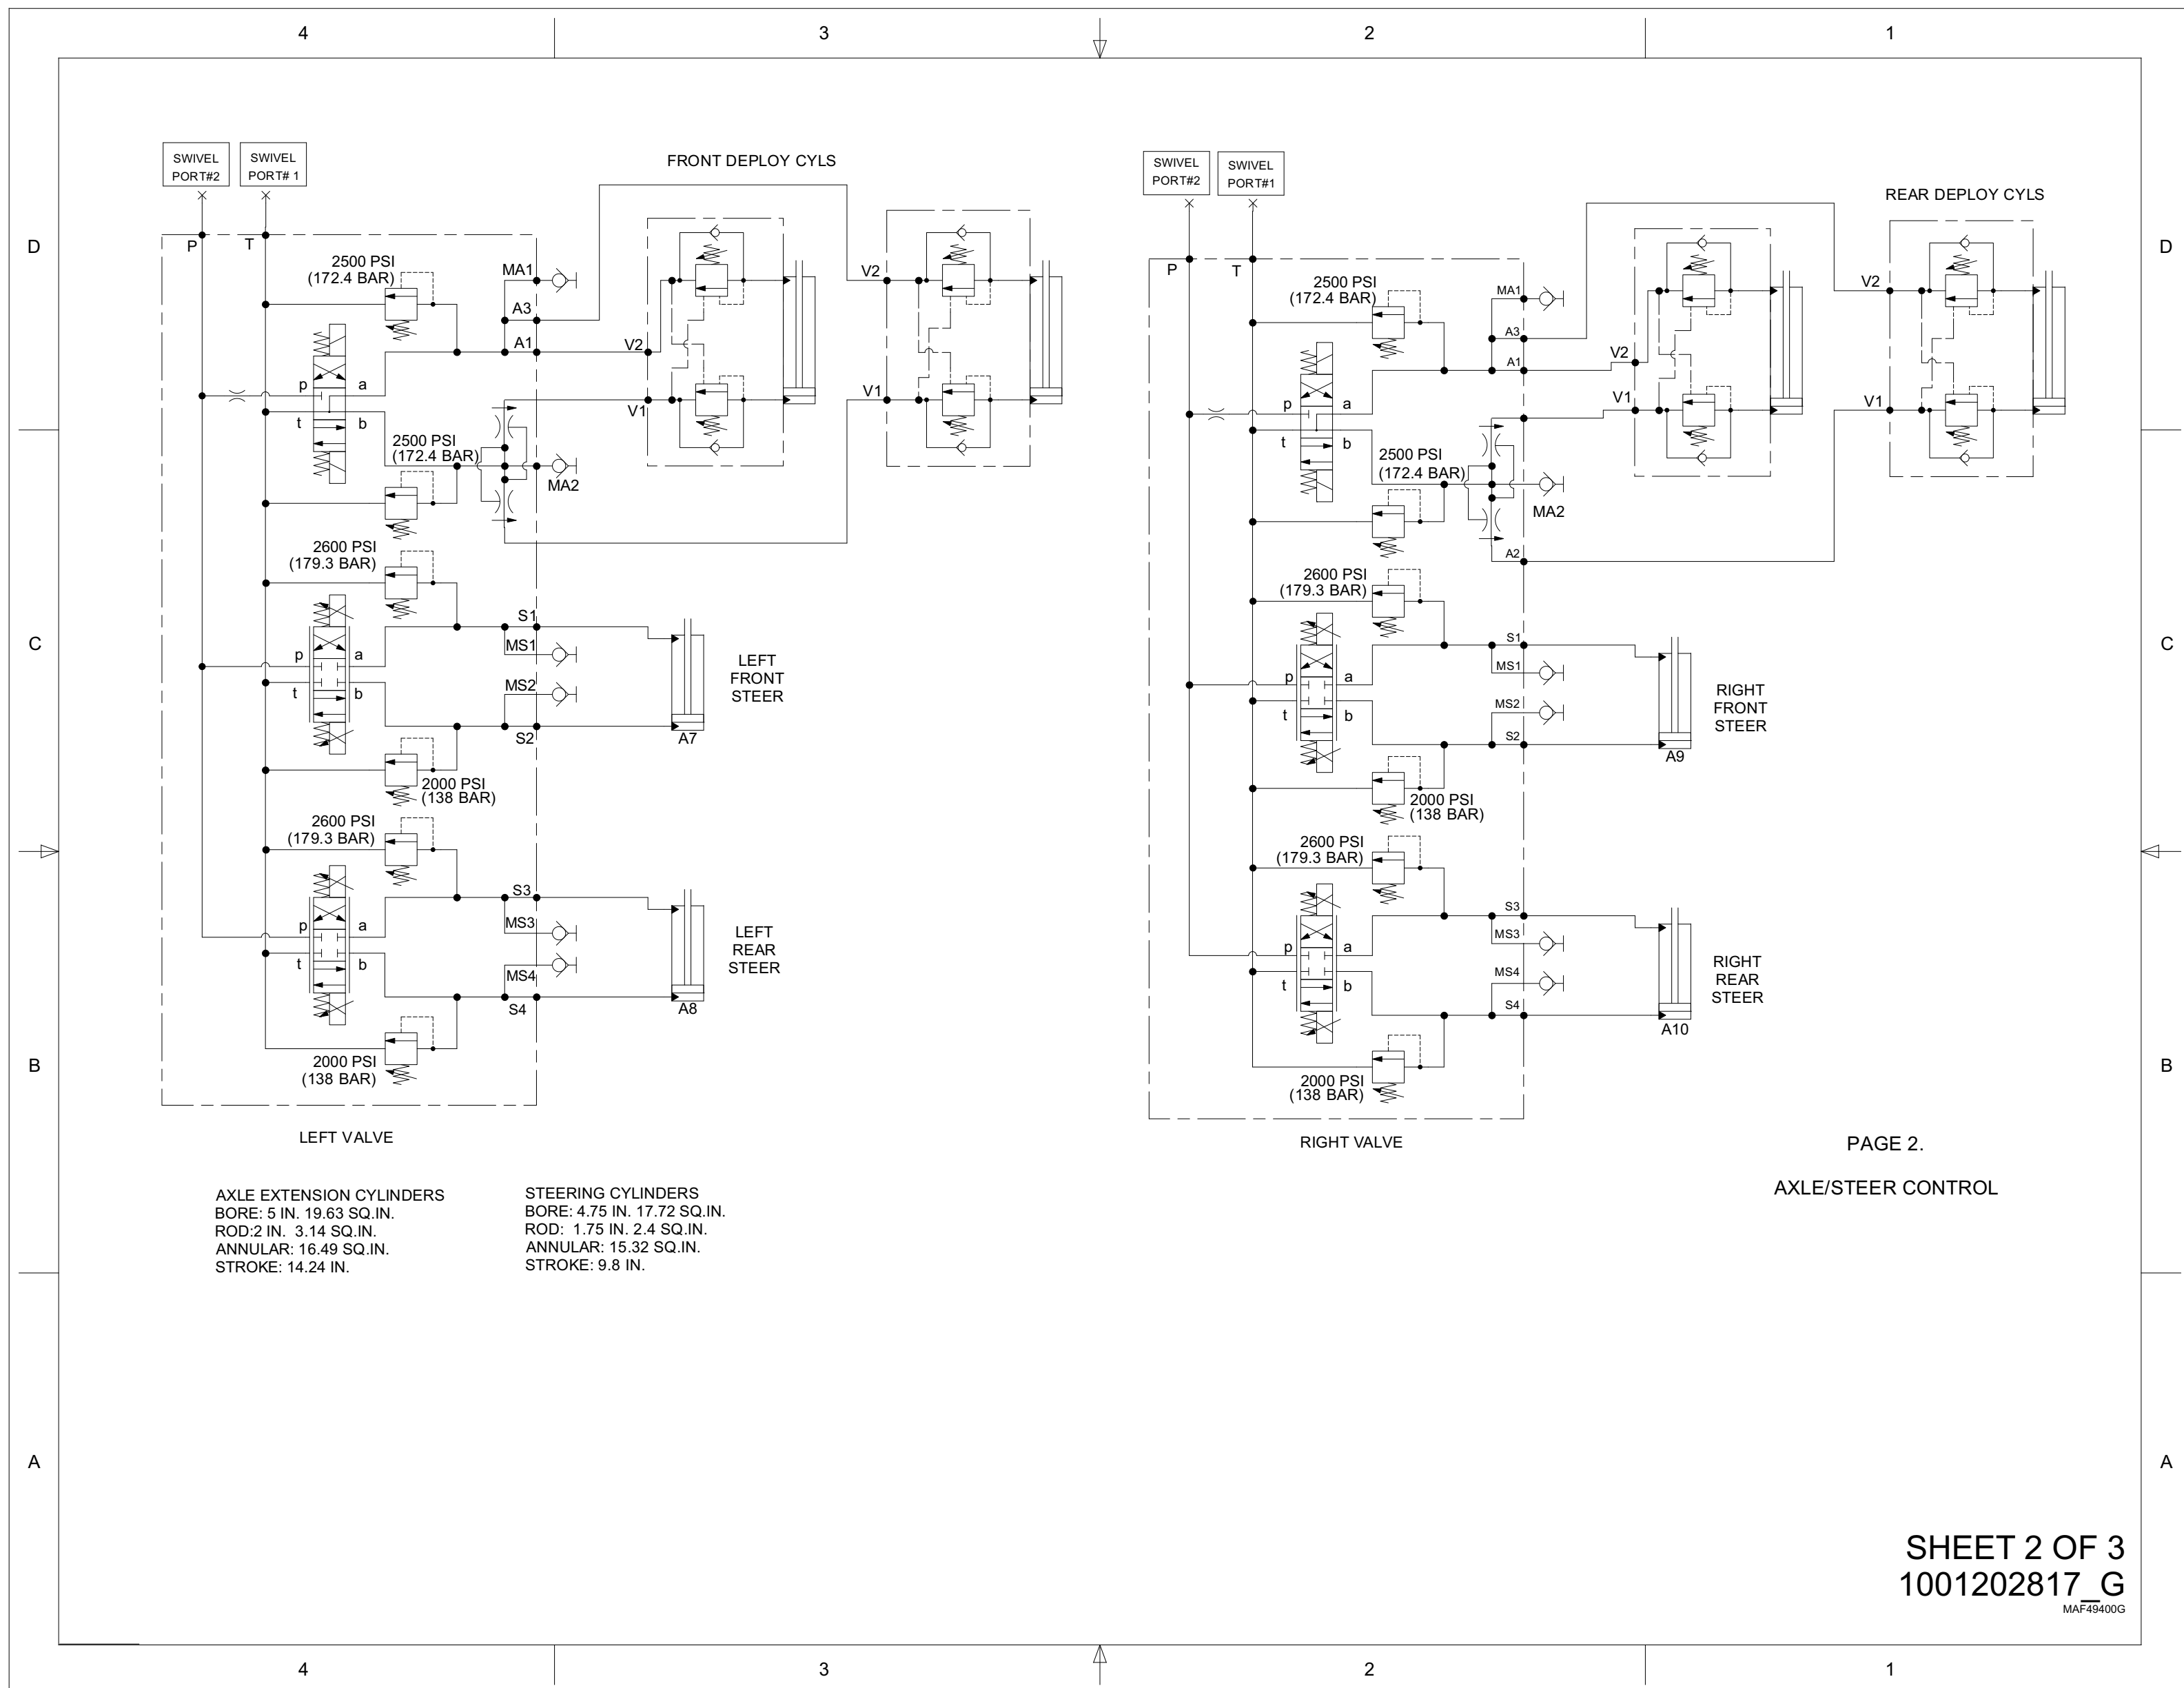 4
3
2
1
D
D
C
C
B
B
A
A
SWIVEL
PORT#2
SWIVEL
PORT# 1
FRONT DEPLOY CYLS
P
T
2500 PSI
(172.4 BAR)
MA1
A3
A1
V2
V2
p
a
V1
V1
t
b
2500 PSI
(172.4 BAR)
MA2
2600 PSI
(179.3 BAR)
S1
MS1
p
a
MS2
t
b
S2
LEFT
FRONT
STEER
A7
2000 PSI
(138 BAR)
2600 PSI
(179.3 BAR)
S3
MS3
p
a
MS4
t
b
S4
LEFT
REAR
STEER
A8
2000 PSI
(138 BAR)
LEFT VALVE
SWIVEL
PORT#2
SWIVEL
PORT#1
REAR DEPLOY CYLS
P
T
2500 PSI
(172.4 BAR)
MA1
A3
A1
V2
V2
V1
V1
p
a
t
b
2500 PSI
(172.4 BAR)
MA2
A2
2600 PSI
(179.3 BAR)
S1
MS1
p
a
MS2
t
b
S2
RIGHT
FRONT
STEER
A9
2000 PSI
(138 BAR)
2600 PSI
(179.3 BAR)
S3
MS3
p
a
MS4
t
b
S4
RIGHT
REAR
STEER
A10
2000 PSI
(138 BAR)
RIGHT VALVE
PAGE 2.
AXLE/STEER CONTROL
AXLE EXTENSION CYLINDERS
BORE: 5 IN. 19.63 SQ.IN.
ROD:2 IN. 3.14 SQ.IN.
ANNULAR: 16.49 SQ.IN.
STROKE: 14.24 IN.
STEERING CYLINDERS
BORE: 4.75 IN. 17.72 SQ.IN.
ROD: 1.75 IN. 2.4 SQ.IN.
ANNULAR: 15.32 SQ.IN.
STROKE: 9.8 IN.
SHEET 2 OF 3
1001202817_G
MAF49400G
4
3
2
1